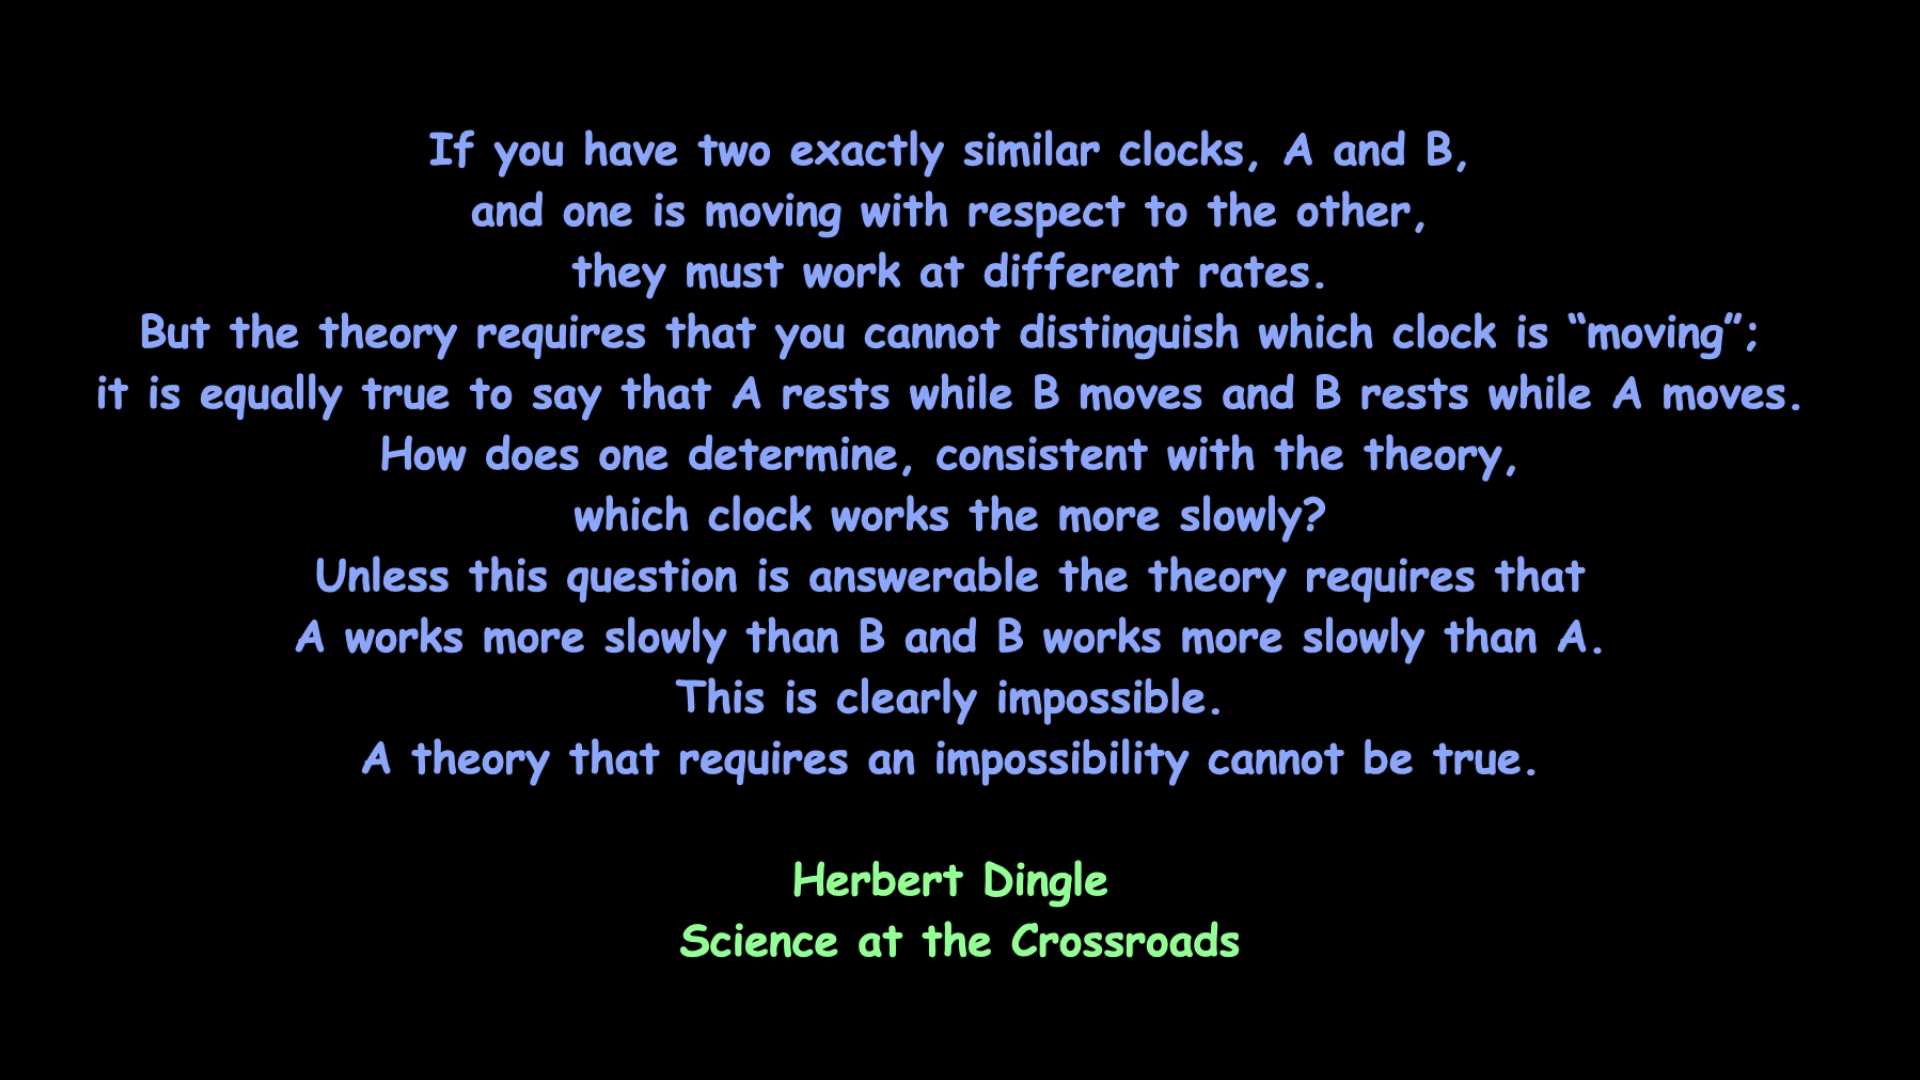 If you have two exactly similar clocks, A and B,
and one is moving with respect to the other,
they must work at different rates.
But the theory requires that you cannot distinguish which clock is “moving”;
it is equally true to say that A rests while B moves and B rests while A moves.
How does one determine, consistent with the theory,
which clock works the more slowly?
Unless this question is answerable the theory requires that
A works more slowly than B and B works more slowly than A.
This is clearly impossible.
A theory that requires an impossibility cannot be true.
Herbert Dingle
Science at the Crossroads